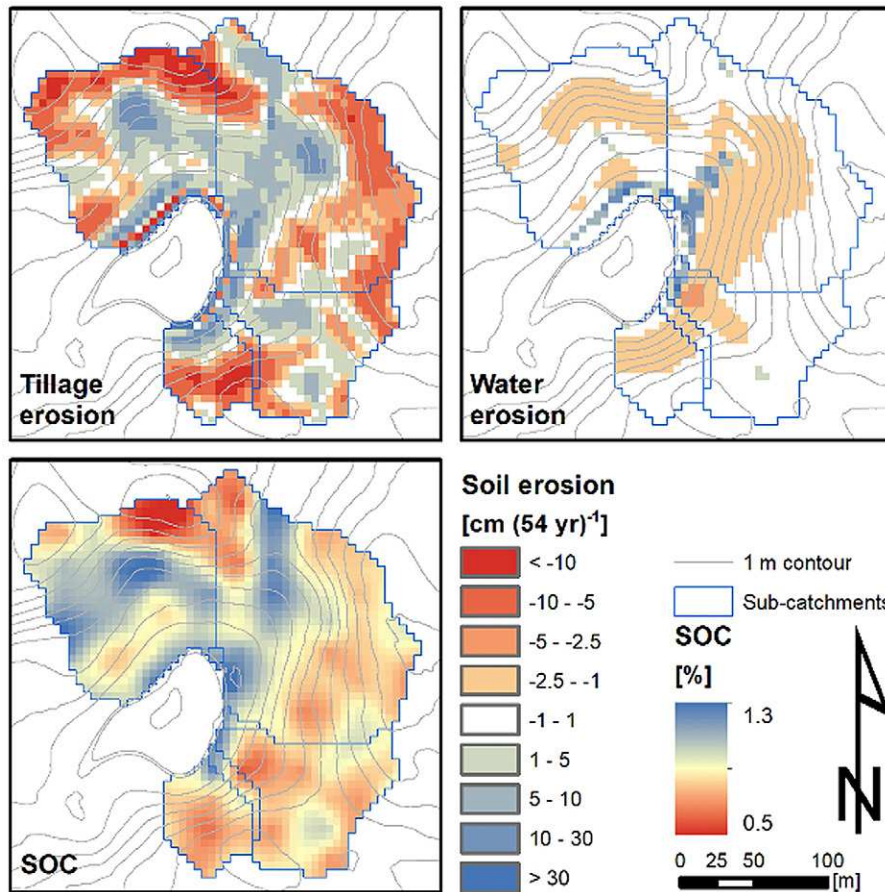 Tillage
erosion
Water
erosion
SOC
Soil erosion
[cm (54 yr)-1]
< -10
-10 - -5
-5 - -2.5
-2.5 - -1
-1 - 1
1 - 5
5 - 10
10 - 30
> 30
1 m contour
Sub-catchments
SOC
[%]
1.3
0.5
N
0 25 50 100
[m]